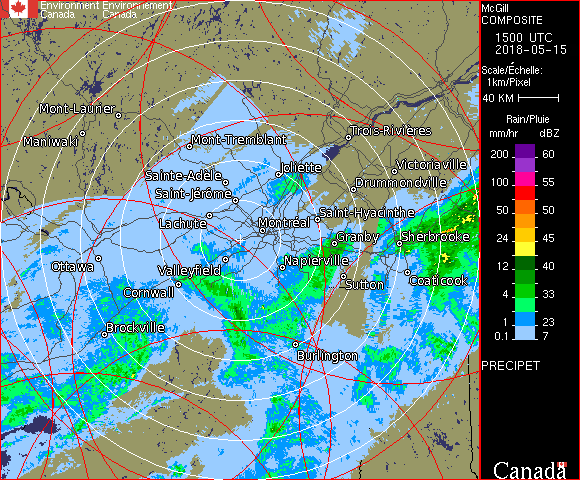 Environment Environnement
Canada Canada
McGill
COMPOSITE
1500 UTC
2018-05-15
Scale/Échelle:
1km/Pixel
40 KM
Rain/Pluie
mm/hr dBZ
200 60
150 57
100 55
50 50
24 45
12 40
4 33
1 23
0.1 7
PRECIPET
Canada
Mont-Laurier
Maniwaki
Mont-Tremblant
Trois-Rivières
Joliette
Victoriaville
Sainte-Adèle
Drummondville
Saint-Jérôme
Saint-Hyacinthe
Lachute
Montréal
Granby
Sherbrooke
Ottawa
Valleyfield
Napierville
Coaticook
Cornwall
Sutton
Brockville
Burlington